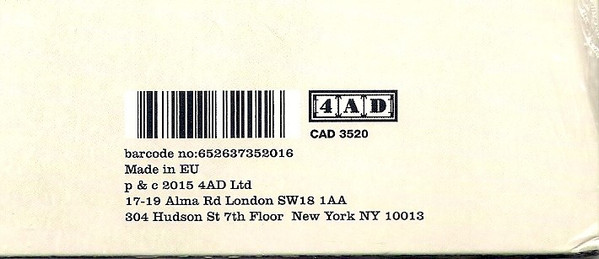 4AD
CAD 3520
barcode no:652637352016
Made in EU
p & c 2015 4AD Ltd
17-19 Alma Rd London SW18 1AA
304 Hudson St 7th Floor New York NY 10013